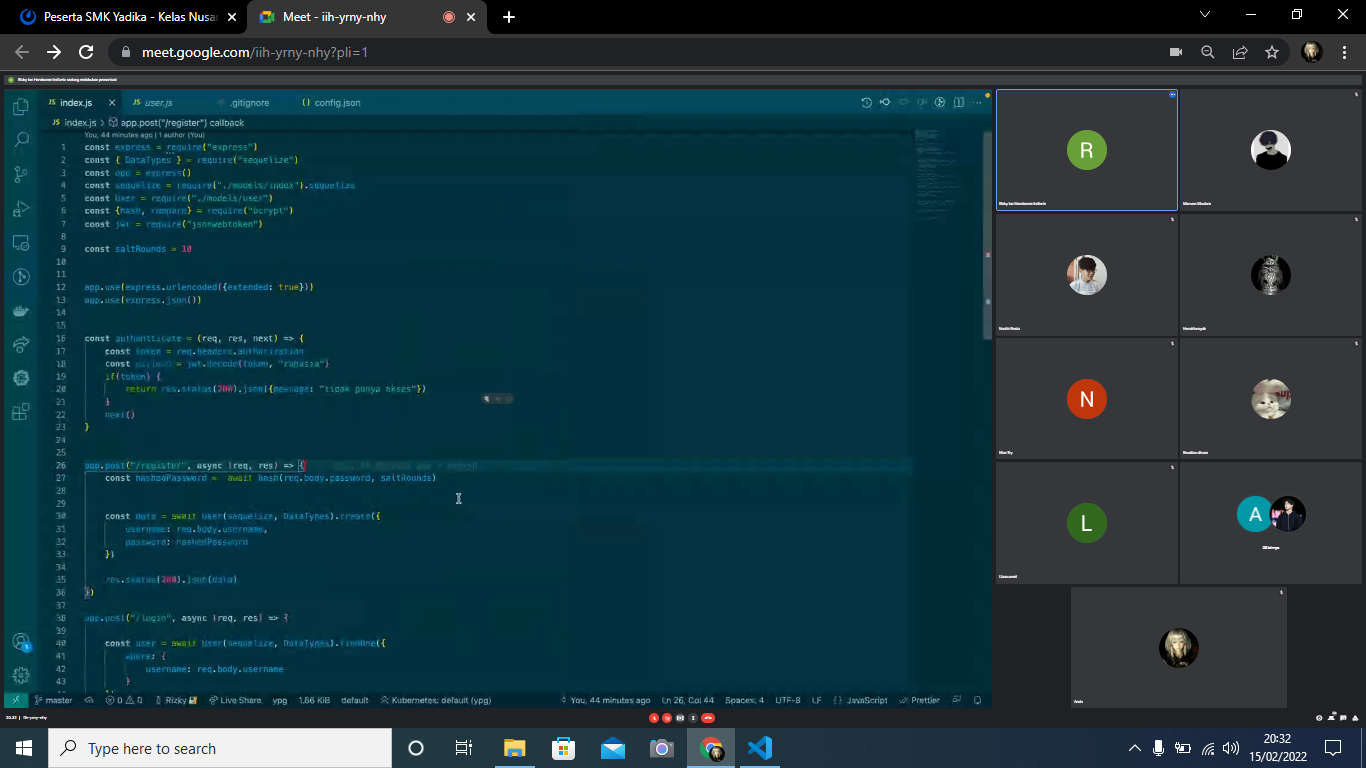 Peserta SMK Yadika - Kelas Nusan
Meet - iih-yrny-nhy
meet.google.com/iih-yrny-nhy?pli=1
index.js
user.js
.gitignore
config.json
index.js > app.post("/register") callback
You, 44 minutes ago | 1 author (You)
1 const express = require("express")
2 const { DataTypes } = require("sequelize")
3 const app = express()
4 const sequelize = require("./models/index").sequelize
5 const User = require("./models/user")
6 const {hash, compare} = require("bcrypt")
7 const jwt = require("jsonwebtoken")
8
9 const saltRounds = 10
10
11
12 app.use(express.urlencoded({extended: true}))
13 app.use(express.json())
14
15
16 const authenticate = (req, res, next) => {
17 const token = req.headers.authorization
18 const = jwt.decode(token, "rahasia")
19 if(token) {
20 return res.status(200).json({message: "tidak punya akses"})
21 }
22 next()
23 }
24
25
26 app.post("/register", async (req, res) => {
27 const hashedPassword = await hash(req.body.password, saltRounds)
28
29
30 const data = await User(sequelize, DataTypes).create({
31 username: req.body.username,
32 password: hashedPassword
33 })
34
35 res.status(200).json(data)
36 })
37
38 app.post("/login", async (req, res) => {
39
40 const user = await User(sequelize, DataTypes).findOne({
41 where: {
42 username: req.body.username
43 }
master
0 0
Rizky
Live Share
ypg
1.66 KiB
default
Kubernetes: default (ypg)
You, 44 minutes ago
Ln 26, Col 44
Spaces: 4
UTF-8
LF
JavaScript
Prettier
R
N
L
A
20.32 | iih-yrny-nhy
Type here to search
20:32
15/02/2022